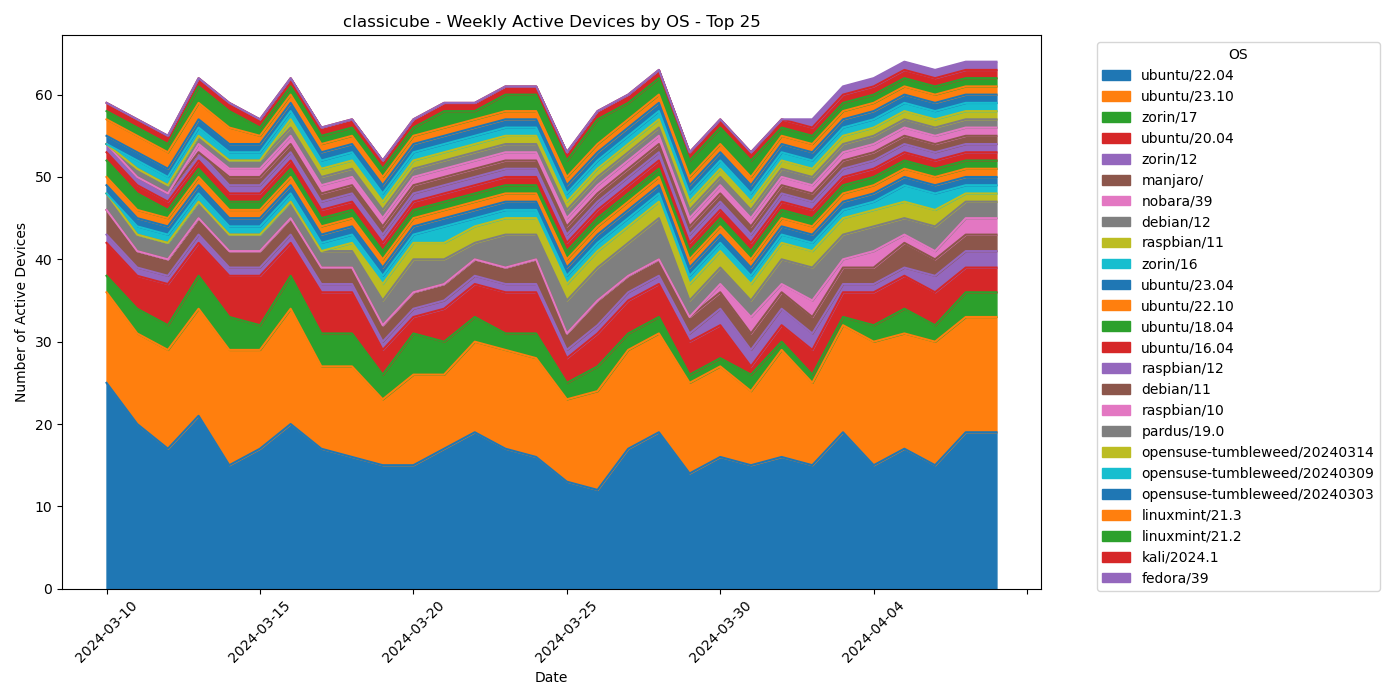 classicube - Weekly Active Devices by OS - Top 25
Number of Active Devices
60
50
40
30
20
10
0
2024-03-10
2024-03-15
2024-03-20
2024-03-25
2024-03-30
2024-04-04
Date
OS
ubuntu/22.04
ubuntu/23.10
zorin/17
ubuntu/20.04
zorin/12
manjaro/
nobara/39
debian/12
raspbian/11
zorin/16
ubuntu/23.04
ubuntu/22.10
ubuntu/18.04
ubuntu/16.04
raspbian/12
debian/11
raspbian/10
pardus/19.0
opensuse-tumbleweed/20240314
opensuse-tumbleweed/20240309
opensuse-tumbleweed/20240303
linuxmint/21.3
linuxmint/21.2
kali/2024.1
fedora/39